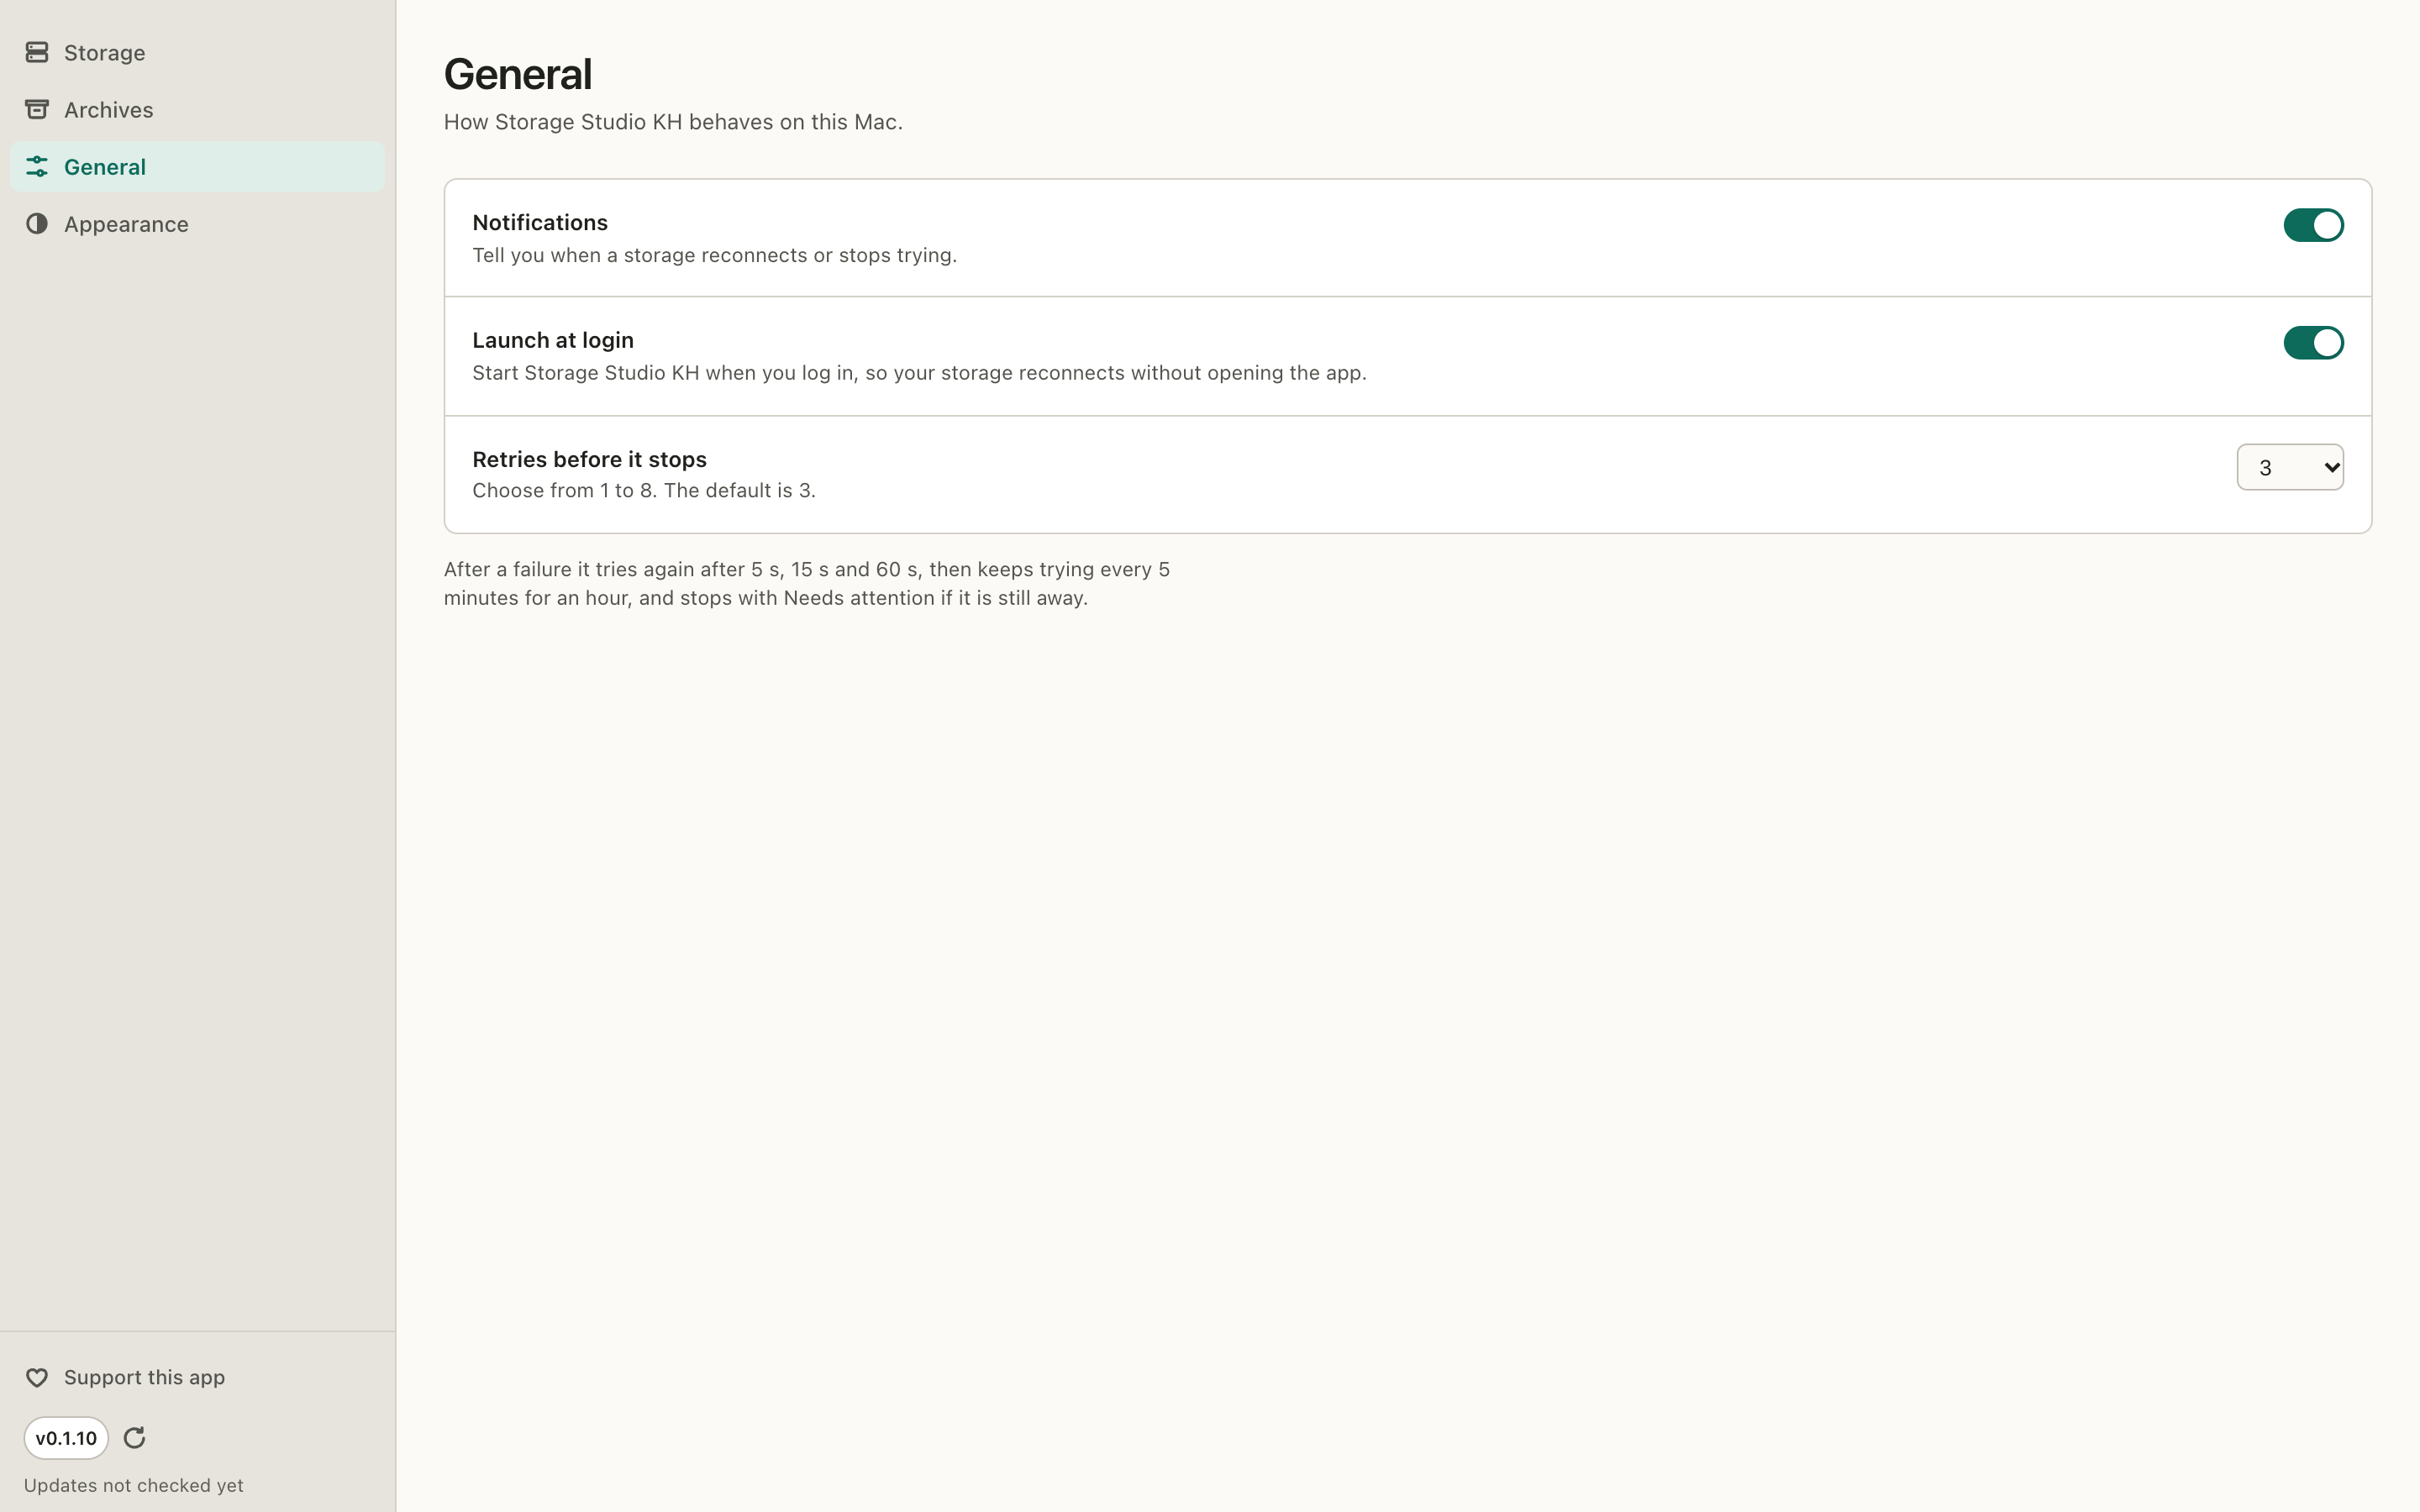 Storage
Archives
General
Appearance
General
How Storage Studio KH behaves on this Mac.
Notifications
Tell you when a storage reconnects or stops trying.
Launch at login
Start Storage Studio KH when you log in, so your storage reconnects without opening the app.
Retries before it stops
Choose from 1 to 8. The default is 3.
3
After a failure it tries again after 5 s, 15 s and 60 s, then keeps trying every 5
minutes for an hour, and stops with Needs attention if it is still away.
Support this app
v0.1.10
Updates not checked yet